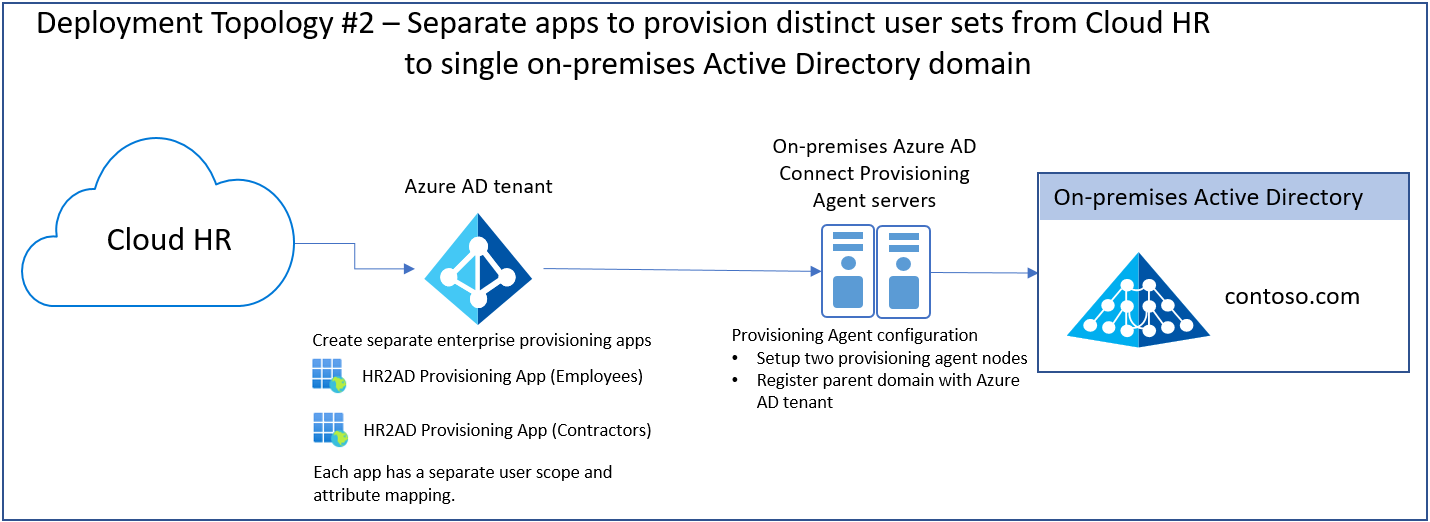 Deployment Topology #2 – Separate apps to provision distinct user sets from Cloud HR
to single on-premises Active Directory domain
Cloud HR
Azure AD tenant
Create separate enterprise provisioning apps
HR2AD Provisioning App (Employees)
HR2AD Provisioning App (Contractors)
Each app has a separate user scope and
attribute mapping.
On-premises Azure AD
Connect Provisioning
Agent servers
Provisioning Agent configuration
• Setup two provisioning agent nodes
• Register parent domain with Azure
AD tenant
On-premises Active Directory
contoso.com